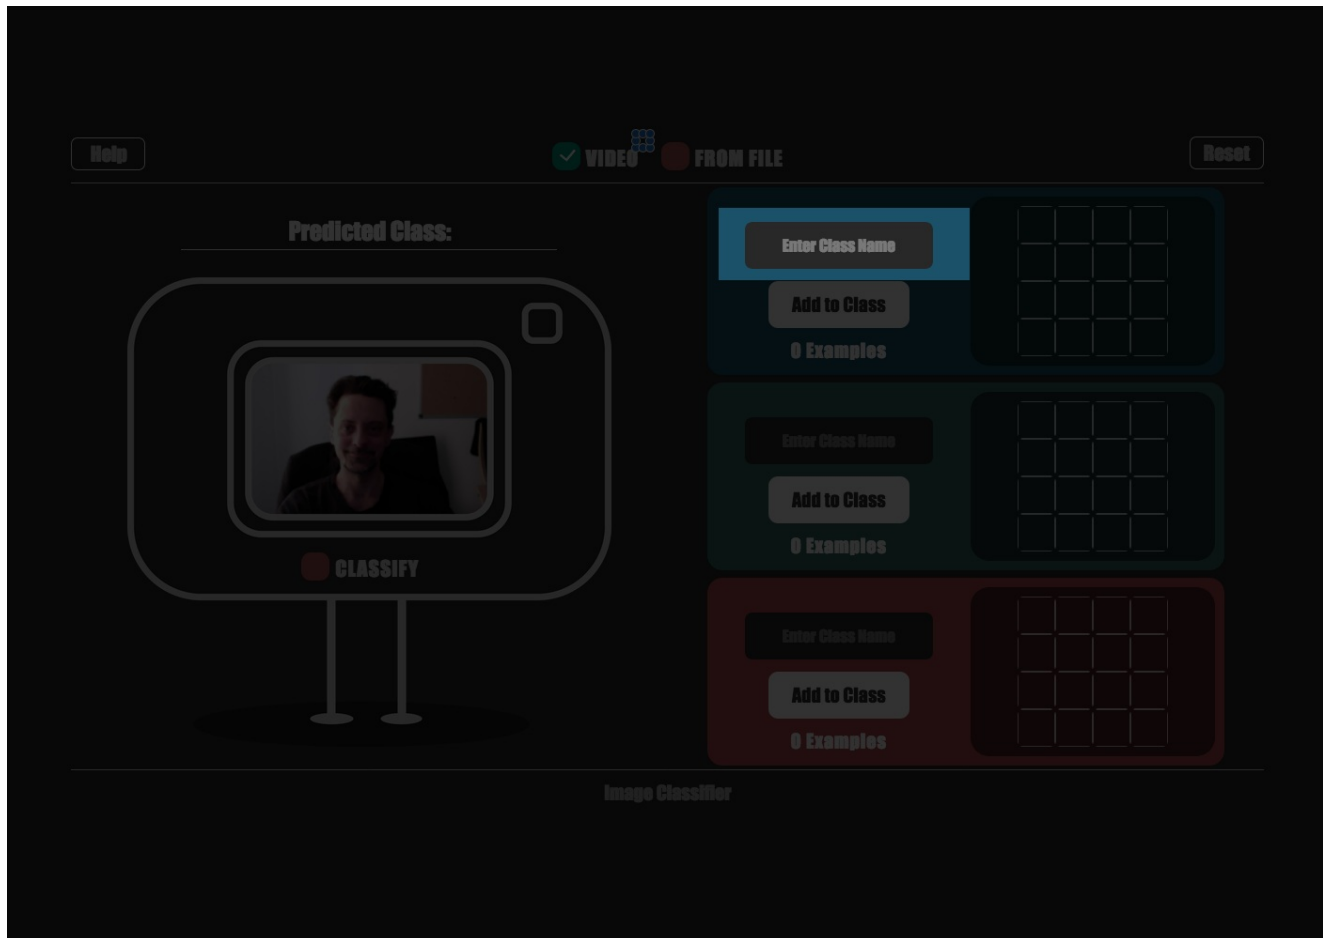 Help
VIDEO
FROM FILE
Reset
Predicted Class:
CLASSIFY
Enter Class Name
Add to Class
0 Examples
Enter Class Name
Add to Class
0 Examples
Enter Class Name
Add to Class
0 Examples
Image Classifier